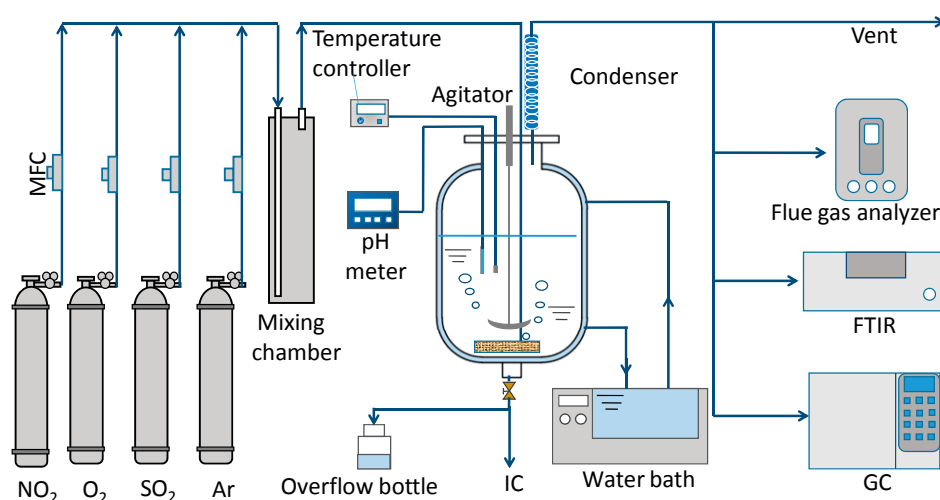 Temperature
controller
Agitator
Condenser
Vent
MFC
pH
meter
Flue gas analyzer
Mixing
chamber
FTIR
NO₂
O₂
SO₂
Ar
Overflow bottle
IC
Water bath
GC